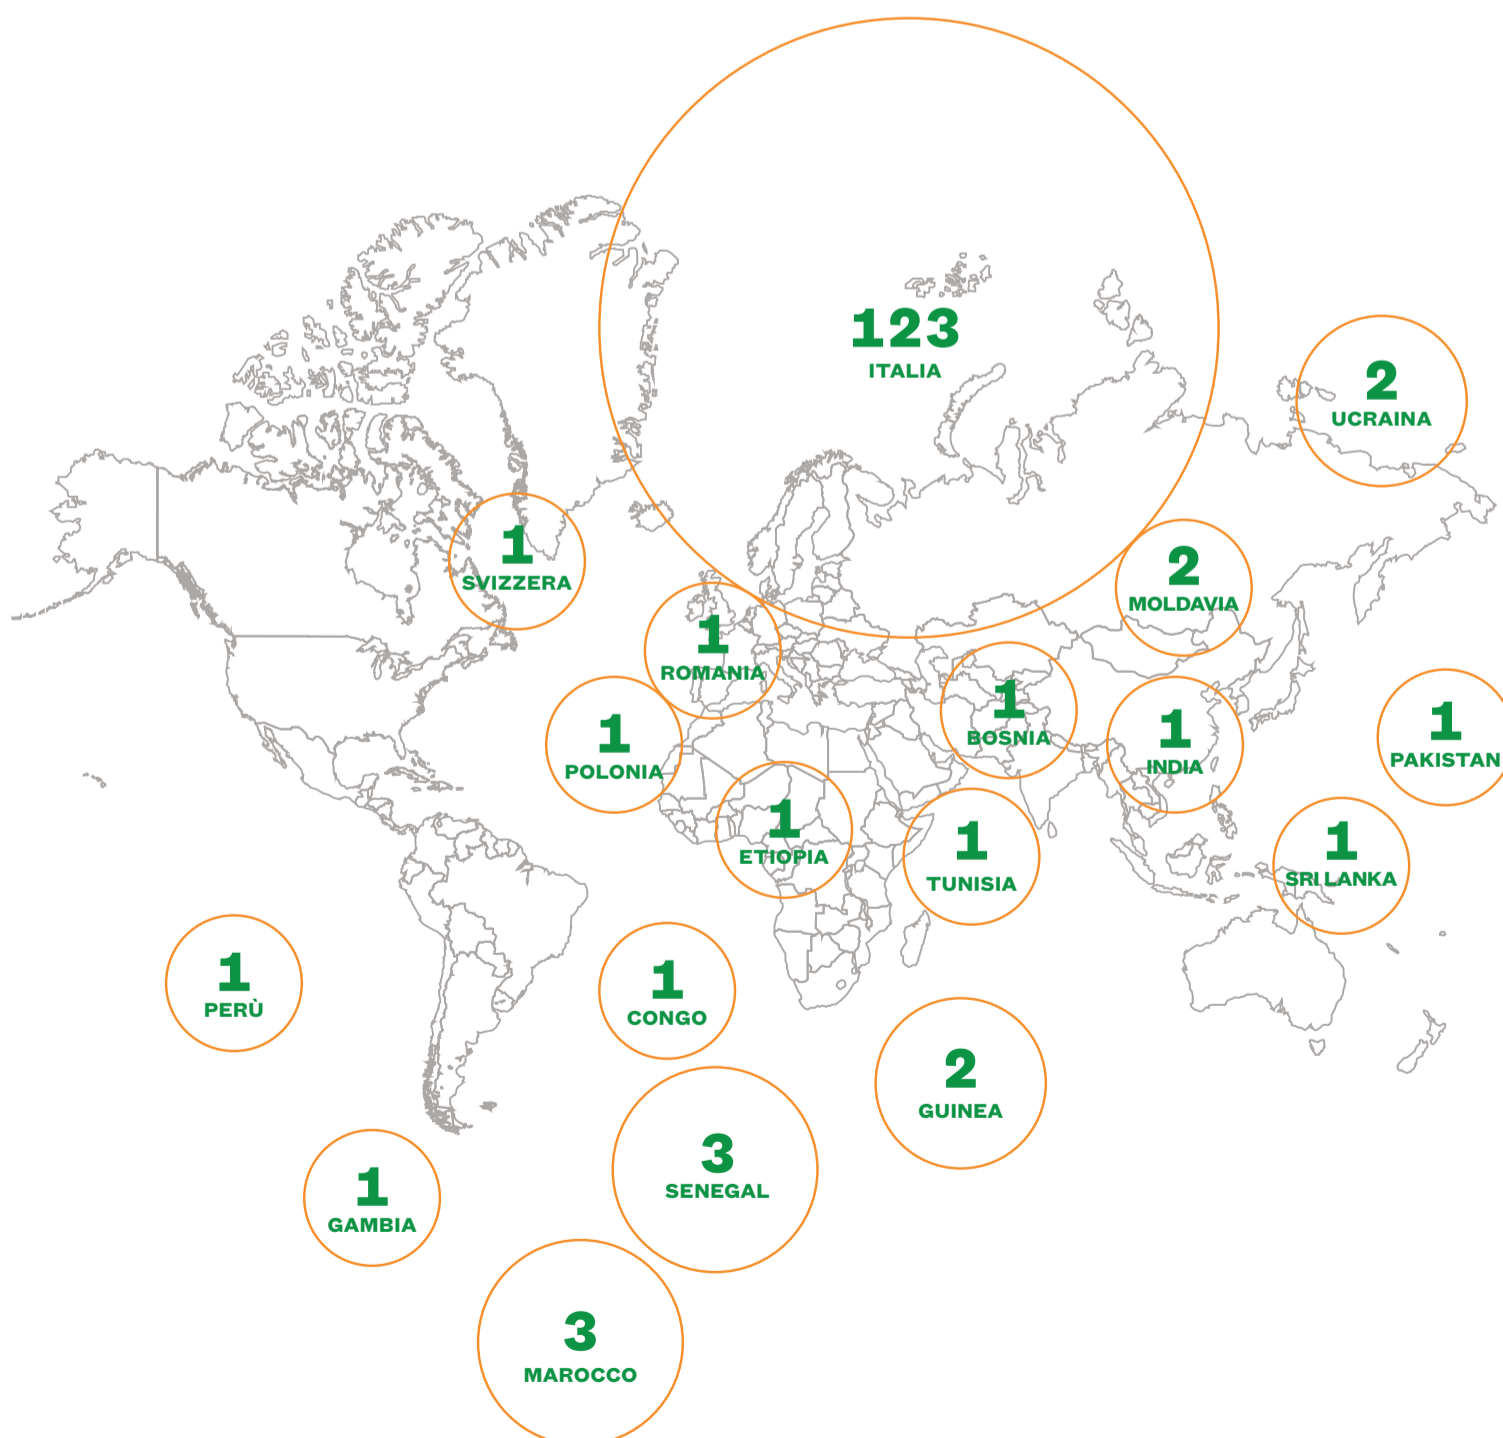 123
ITALIA
2
UCRAINA
1
SVIZZERA
2
MOLDAVIA
1
ROMANIA
1
POLONIA
1
BOSNIA
1
INDIA
1
PAKISTAN
1
ETIOPIA
1
TUNISIA
1
SRI LANKA
1
PERÙ
1
CONGO
2
GUINEA
3
SENEGAL
1
GAMBIA
3
MAROCCO